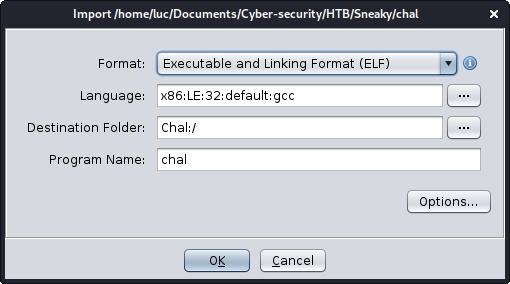 Import /home/luc/Documents/Cyber-security/HTB/Sneaky/chal ×
Format: Executable and Linking Format (ELF)
Language: x86:LE:32:default:gcc ...
Destination Folder: Chal:/ ...
Program Name: chal
Options...
OK Cancel